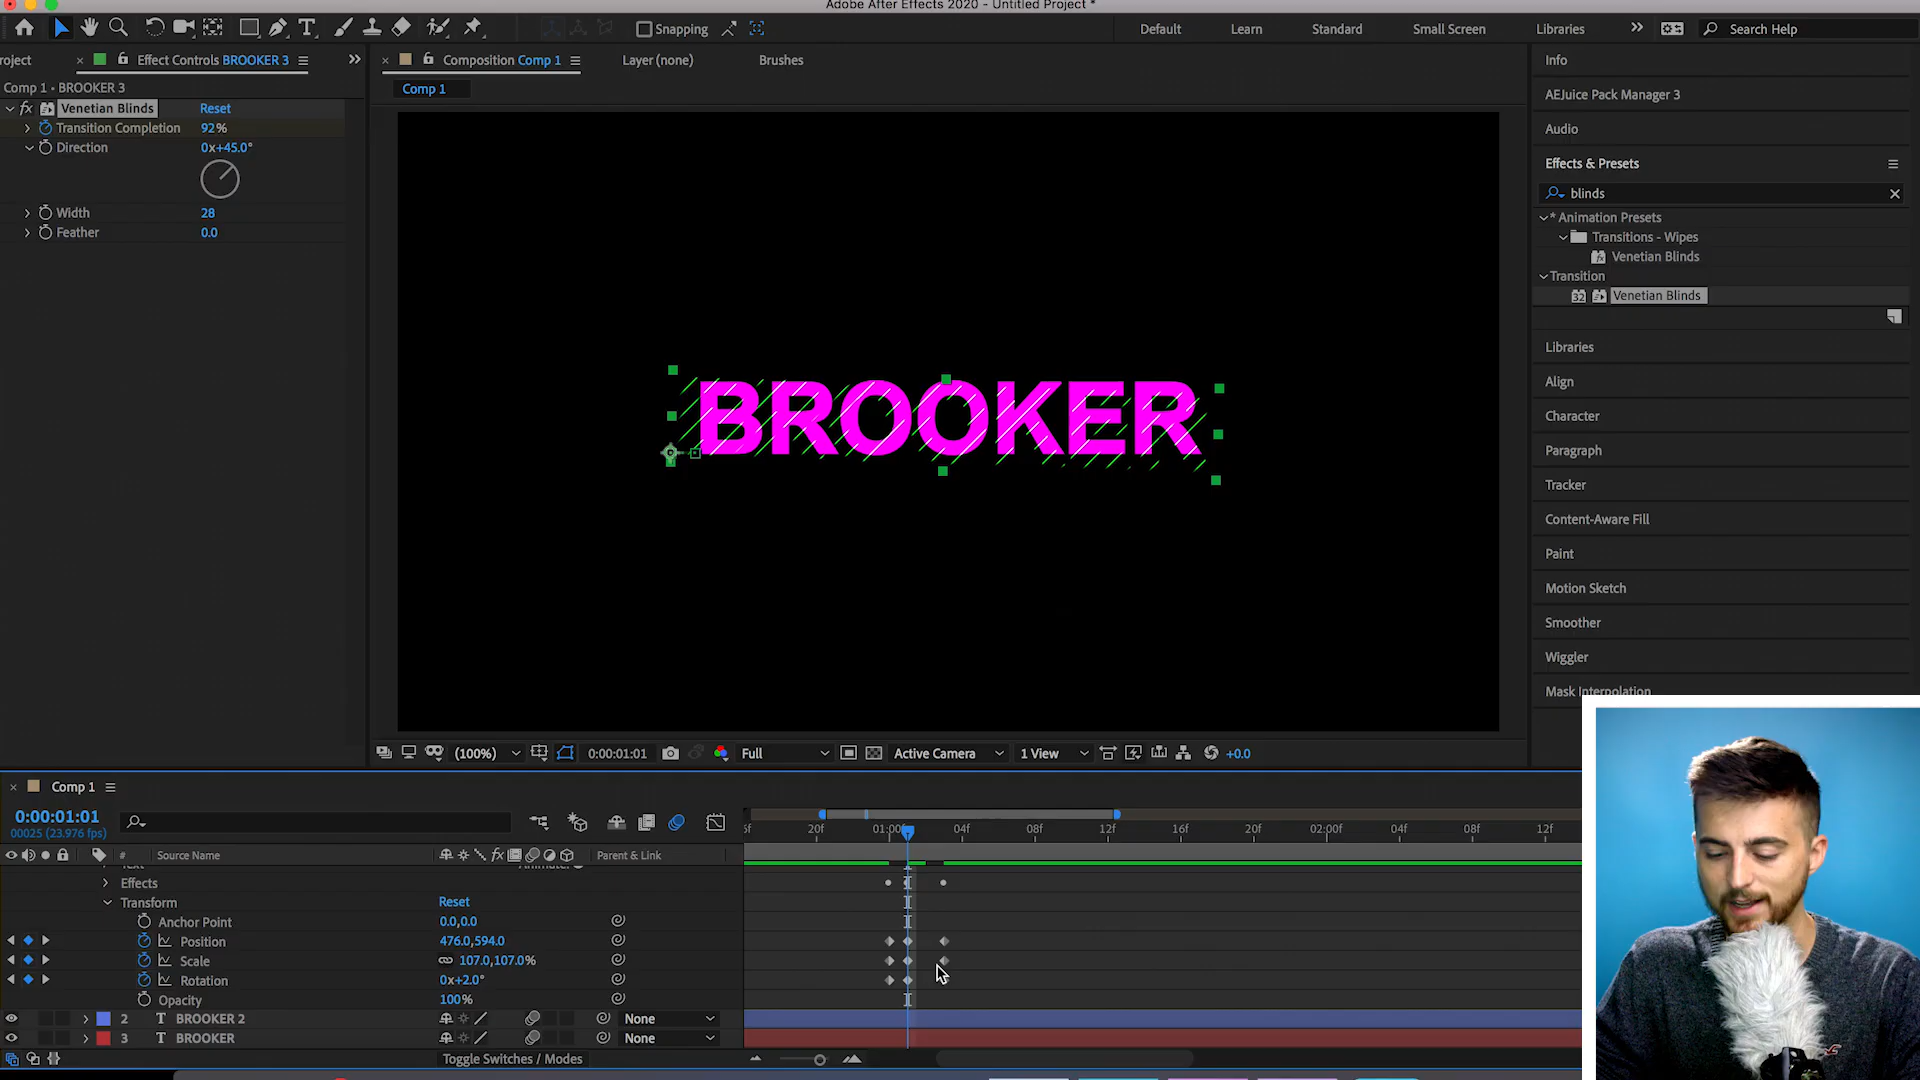 Adobe After Effects 2020 - Untitled Project *
Snapping
Default
Learn
Standard
Small Screen
Libraries
Search Help
roject
Effect Controls BROOKER 3
Composition Comp 1
Layer (none)
Brushes
Info
Comp 1 • BROOKER 3
Comp 1
AEJuice Pack Manager 3
fx Venetian Blinds
Reset
Transition Completion
92%
Audio
Direction
0x+45.0°
Effects & Presets
blinds
Width
28
* Animation Presets
Feather
0.0
Transitions - Wipes
Venetian Blinds
Transition
32 Venetian Blinds
Libraries
Align
BROOKER
Character
Paragraph
Tracker
Content-Aware Fill
Paint
Motion Sketch
Smoother
Wiggler
Mask Interpolation
(100%)
0:00:01:01
Full
Active Camera
1 View
+0.0
Comp 1
0:00:01:01
00025 (23.976 fps)
20f
01:00
04f
08f
12f
16f
20f
02:00f
04f
08f
12f
#
Source Name
fx
Parent & Link
Effects
Transform
Reset
Anchor Point
0.0,0.0
Position
476.0,594.0
Scale
107.0,107.0%
Rotation
0x+2.0°
Opacity
100%
2 T BROOKER 2
None
3 T BROOKER
None
Toggle Switches / Modes